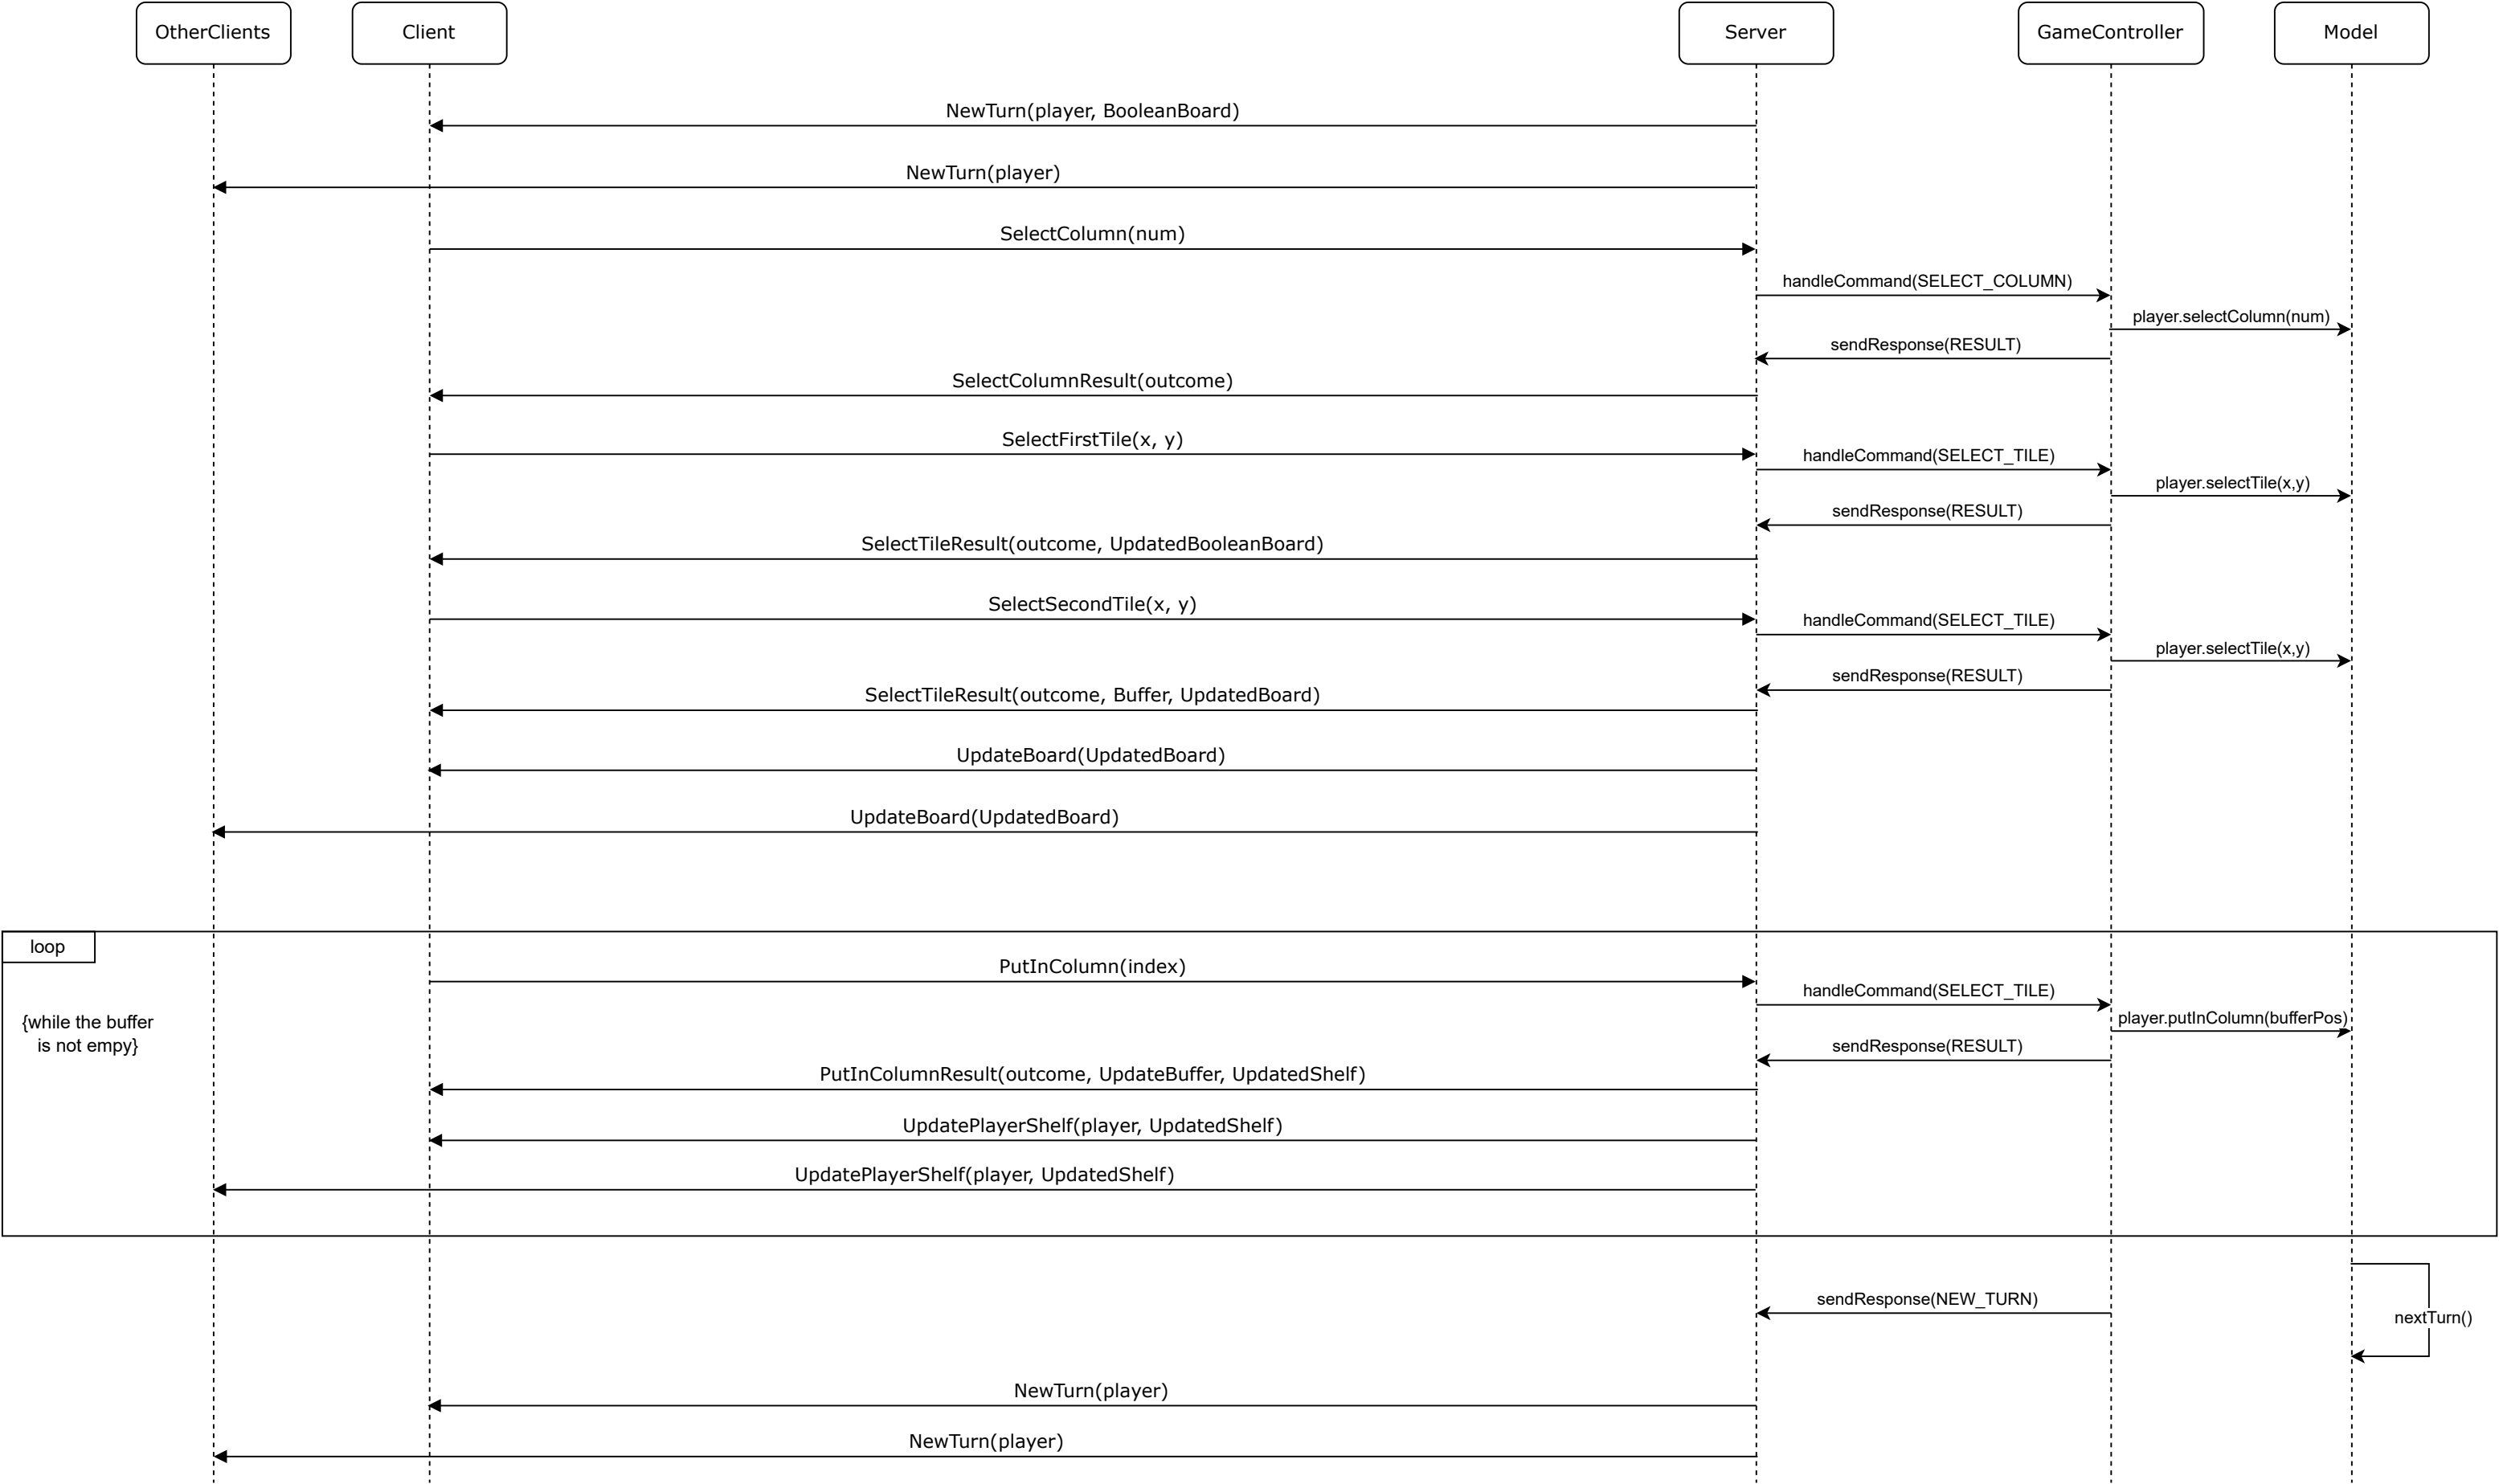 OtherClients
Client
Server
GameController
Model
NewTurn(player, BooleanBoard)
NewTurn(player)
SelectColumn(num)
handleCommand(SELECT_COLUMN)
player.selectColumn(num)
sendResponse(RESULT)
SelectColumnResult(outcome)
SelectFirstTile(x, y)
handleCommand(SELECT_TILE)
player.selectTile(x,y)
sendResponse(RESULT)
SelectTileResult(outcome, UpdatedBooleanBoard)
SelectSecondTile(x, y)
handleCommand(SELECT_TILE)
player.selectTile(x,y)
sendResponse(RESULT)
SelectTileResult(outcome, Buffer, UpdatedBoard)
UpdateBoard(UpdatedBoard)
UpdateBoard(UpdatedBoard)
loop
PutInColumn(index)
handleCommand(SELECT_TILE)
{while the buffer
is not empy}
player.putInColumn(bufferPos)
sendResponse(RESULT)
PutInColumnResult(outcome, UpdateBuffer, UpdatedShelf)
UpdatePlayerShelf(player, UpdatedShelf)
UpdatePlayerShelf(player, UpdatedShelf)
sendResponse(NEW_TURN)
nextTurn()
NewTurn(player)
NewTurn(player)